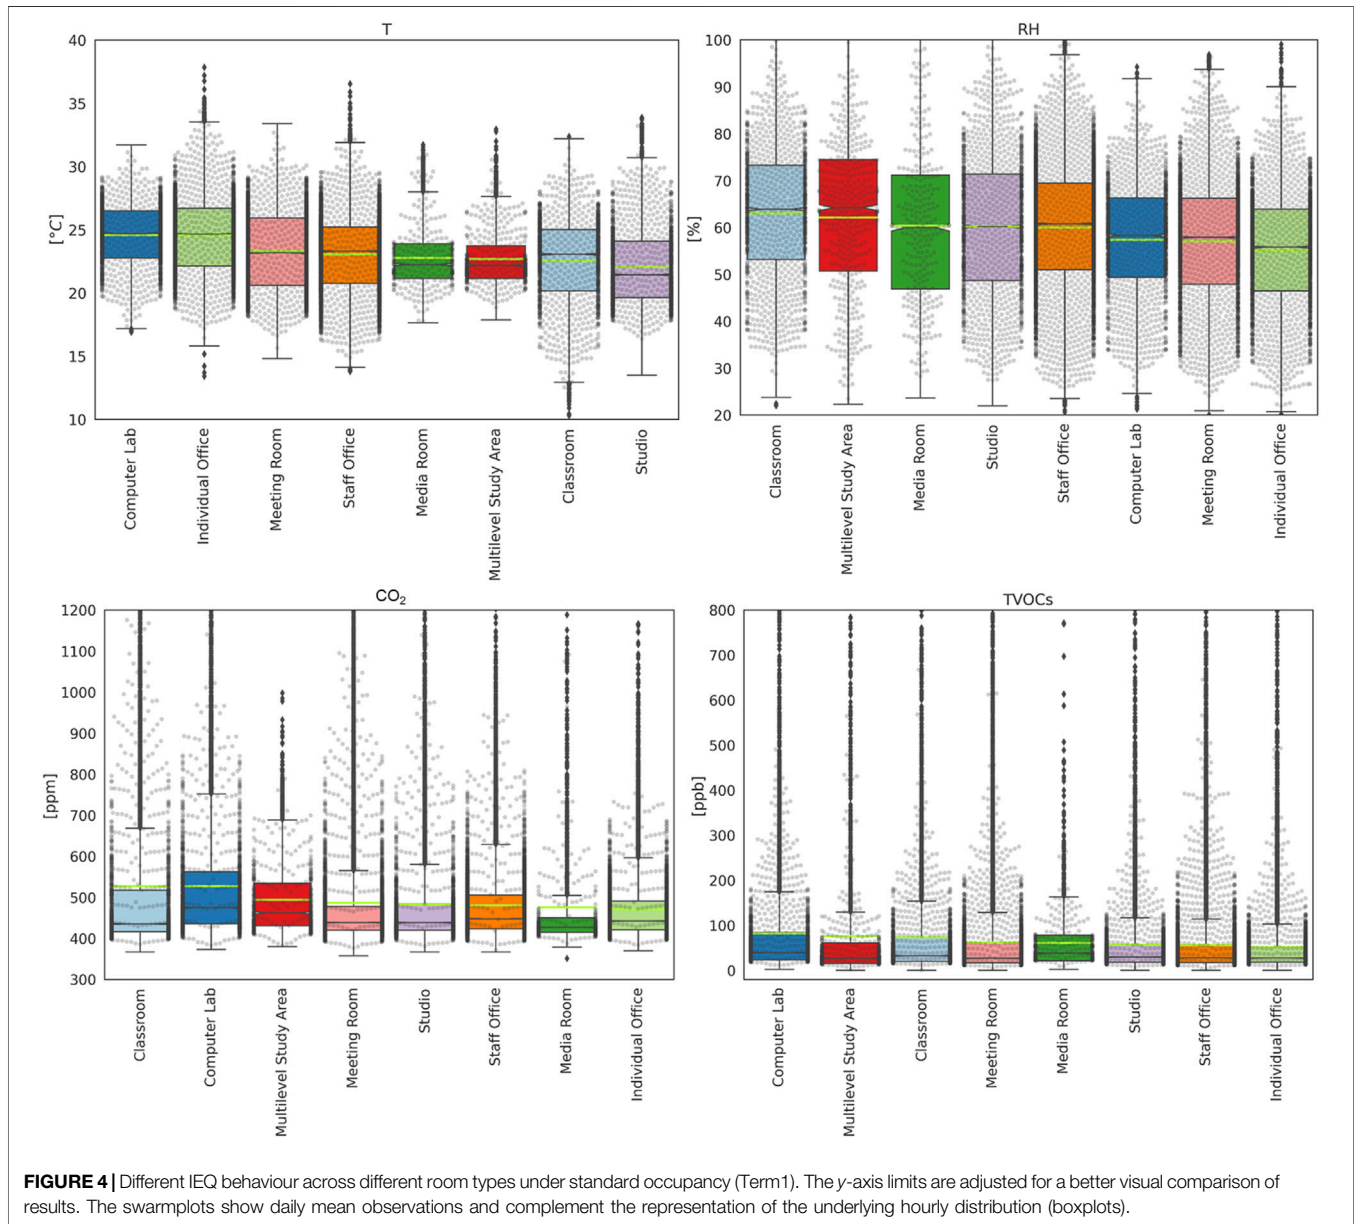 T
40
35
30
25
20
15
10
[°C]
Computer Lab
Individual Office
Meeting Room
Staff Office
Media Room
Multilevel Study Area
Classroom
Studio
RH
100
90
80
70
60
50
40
30
20
[%]
Classroom
Multilevel Study Area
Media Room
Studio
Staff Office
Computer Lab
Meeting Room
Individual Office
CO₂
1200
1100
1000
900
800
700
600
500
400
300
[ppm]
Classroom
Computer Lab
Multilevel Study Area
Meeting Room
Studio
Staff Office
Media Room
Individual Office
TVOCs
800
700
600
500
400
300
200
100
0
[ppb]
Computer Lab
Multilevel Study Area
Classroom
Meeting Room
Media Room
Studio
Staff Office
Individual Office
FIGURE 4 | Different IEQ behaviour across different room types under standard occupancy (Term1). The y-axis limits are adjusted for a better visual comparison of
results. The swarmplots show daily mean observations and complement the representation of the underlying hourly distribution (boxplots).